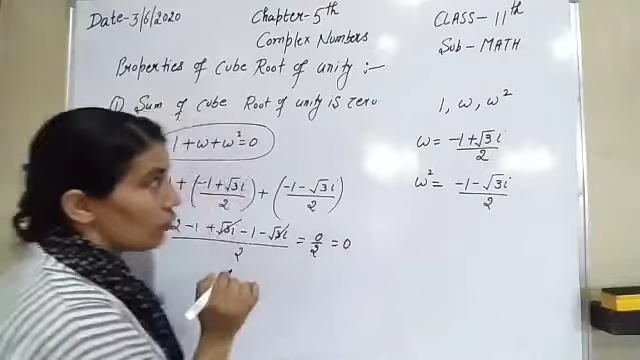 Date-3/6/2020 Chapter-5th CLASS-11th
Complex Numbers Sub-MATH
Properties of Cube Root of unity :-
① Sum of cube Root of unity is zero 1, ω, ω²
1+ω+ω²=0 ω = (-1+√3i)/2
+ ((-1+√3i)/2) + ((-1-√3i)/2) ω² = (-1-√3i)/2
(2-1+√3i-1-√3i)/2 = 0/2 = 0